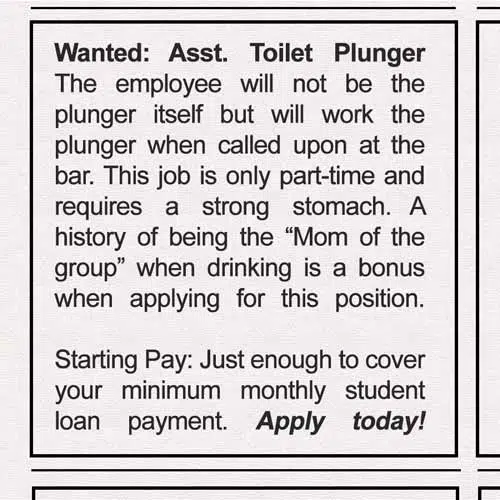 Wanted: Asst. Toilet Plunger
The employee will not be the
plunger itself but will work the
plunger when called upon at the
bar. This job is only part-time and
requires a strong stomach. A
history of being the “Mom of the
group” when drinking is a bonus
when applying for this position.
Starting Pay: Just enough to cover
your minimum monthly student
loan payment. Apply today!